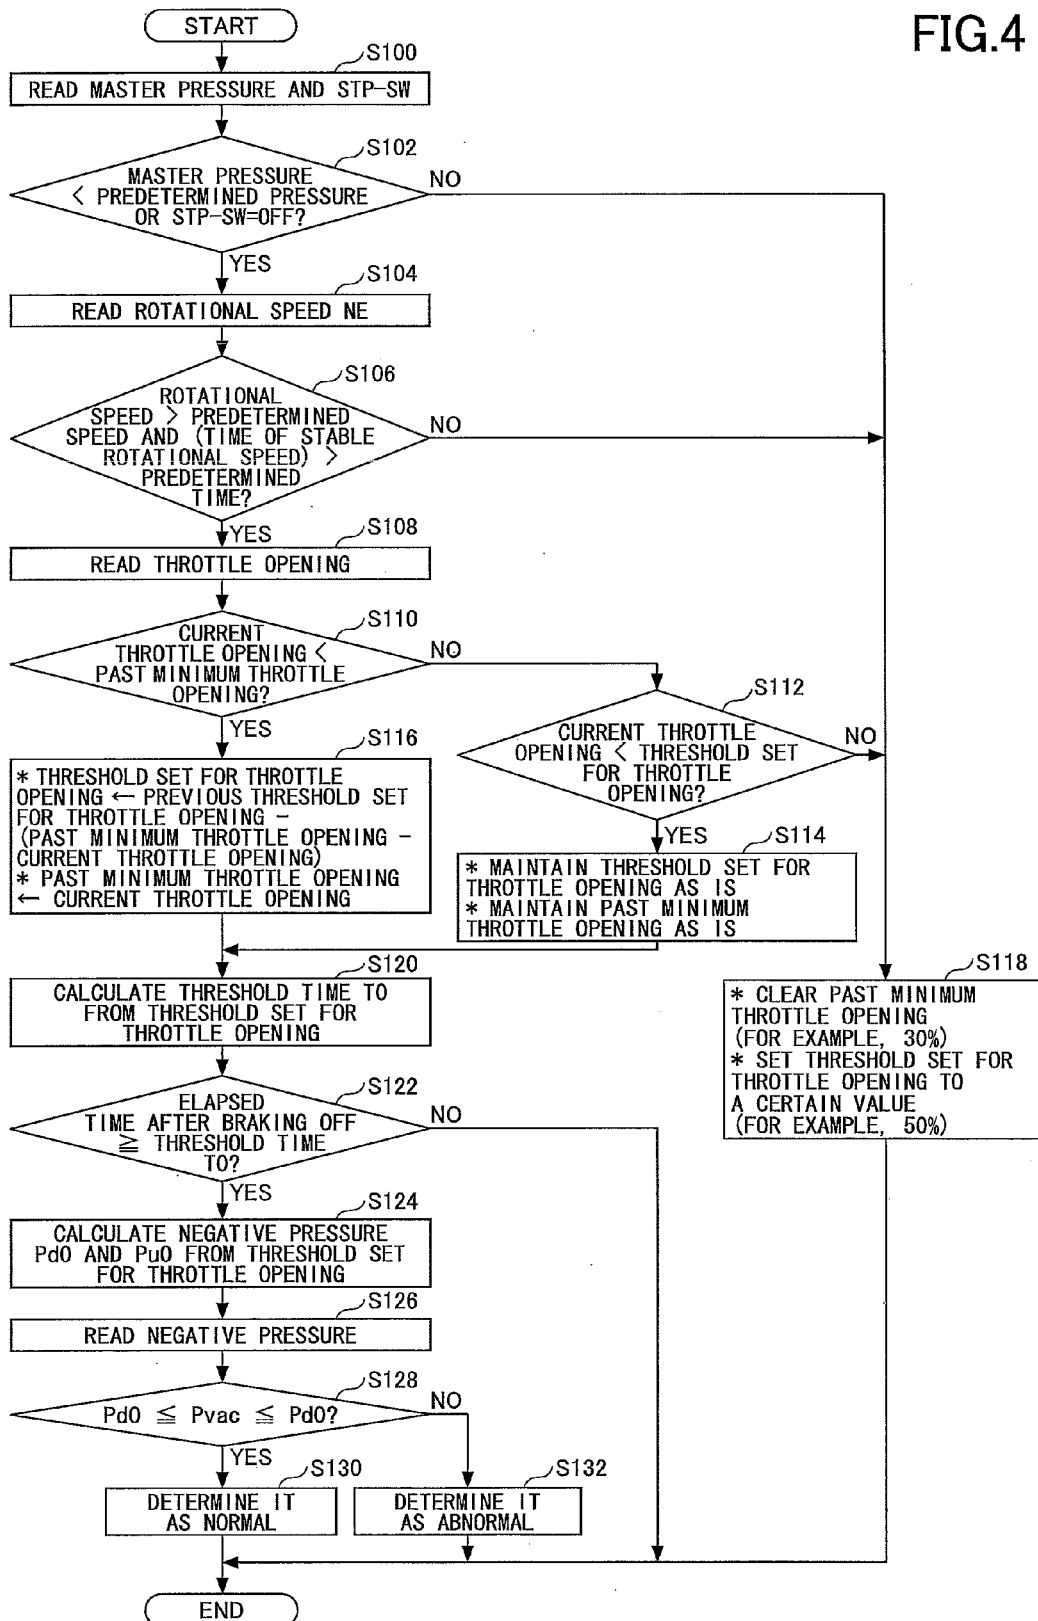 FIG.4
START
S100
READ MASTER PRESSURE AND STP-SW
S102
MASTER PRESSURE
< PREDETERMINED PRESSURE
OR STP-SW=OFF?
NO
YES
S104
READ ROTATIONAL SPEED NE
S106
ROTATIONAL
SPEED > PREDETERMINED
SPEED AND (TIME OF STABLE
ROTATIONAL SPEED) >
PREDETERMINED
TIME?
NO
YES
S108
READ THROTTLE OPENING
S110
CURRENT
THROTTLE OPENING <
PAST MINIMUM THROTTLE
OPENING?
NO
YES
S112
CURRENT THROTTLE
OPENING < THRESHOLD SET
FOR THROTTLE
OPENING?
NO
YES
S116
* THRESHOLD SET FOR THROTTLE
OPENING ← PREVIOUS THRESHOLD SET
FOR THROTTLE OPENING -
(PAST MINIMUM THROTTLE OPENING -
CURRENT THROTTLE OPENING)
* PAST MINIMUM THROTTLE OPENING
← CURRENT THROTTLE OPENING
S114
* MAINTAIN THRESHOLD SET FOR
THROTTLE OPENING AS IS
* MAINTAIN PAST MINIMUM
THROTTLE OPENING AS IS
S118
* CLEAR PAST MINIMUM
THROTTLE OPENING
(FOR EXAMPLE, 30%)
* SET THRESHOLD SET FOR
THROTTLE OPENING TO
A CERTAIN VALUE
(FOR EXAMPLE, 50%)
S120
CALCULATE THRESHOLD TIME TO
FROM THRESHOLD SET FOR
THROTTLE OPENING
S122
ELAPSED
TIME AFTER BRAKING OFF
≧ THRESHOLD TIME
TO?
NO
YES
S124
CALCULATE NEGATIVE PRESSURE
Pd0 AND Pu0 FROM THRESHOLD SET
FOR THROTTLE OPENING
S126
READ NEGATIVE PRESSURE
S128
Pd0 ≦ Pvac ≦ Pd0?
NO
YES
S130
DETERMINE IT
AS NORMAL
S132
DETERMINE IT
AS ABNORMAL
END